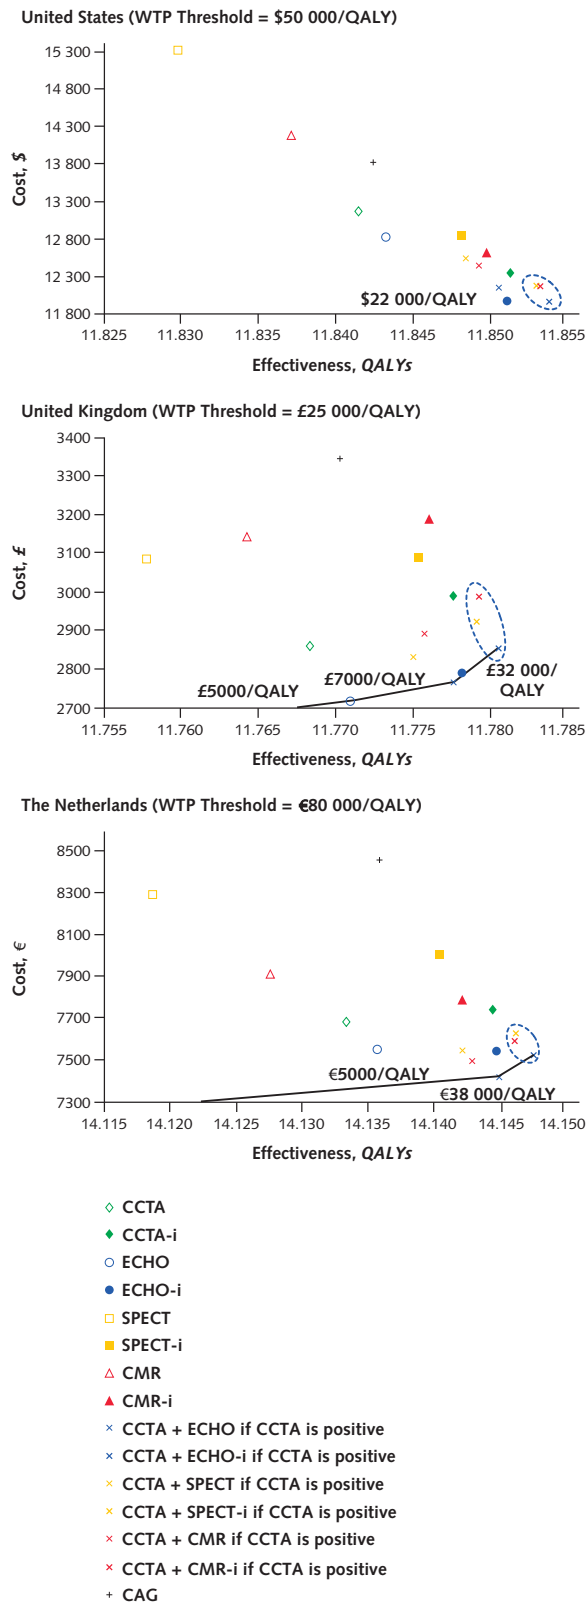 United States (WTP Threshold = $50 000/QALY)
15 300
14 800
14 300
13 800
13 300
12 800
12 300
11 800
Cost, $
$22 000/QALY
11.825 11.830 11.835 11.840 11.845 11.850 11.855
Effectiveness, QALYs
United Kingdom (WTP Threshold = £25 000/QALY)
3400
3300
3200
3100
3000
2900
2800
2700
Cost, £
£5000/QALY
£7000/QALY
£32 000/
QALY
11.755 11.760 11.765 11.770 11.775 11.780 11.785
Effectiveness, QALYs
The Netherlands (WTP Threshold = €80 000/QALY)
8500
8300
8100
7900
7700
7500
7300
Cost, €
€5000/QALY
€38 000/QALY
14.115 14.120 14.125 14.130 14.135 14.140 14.145 14.150
Effectiveness, QALYs
CCTA
CCTA-i
ECHO
ECHO-i
SPECT
SPECT-i
CMR
CMR-i
CCTA + ECHO if CCTA is positive
CCTA + ECHO-i if CCTA is positive
CCTA + SPECT if CCTA is positive
CCTA + SPECT-i if CCTA is positive
CCTA + CMR if CCTA is positive
CCTA + CMR-i if CCTA is positive
CAG